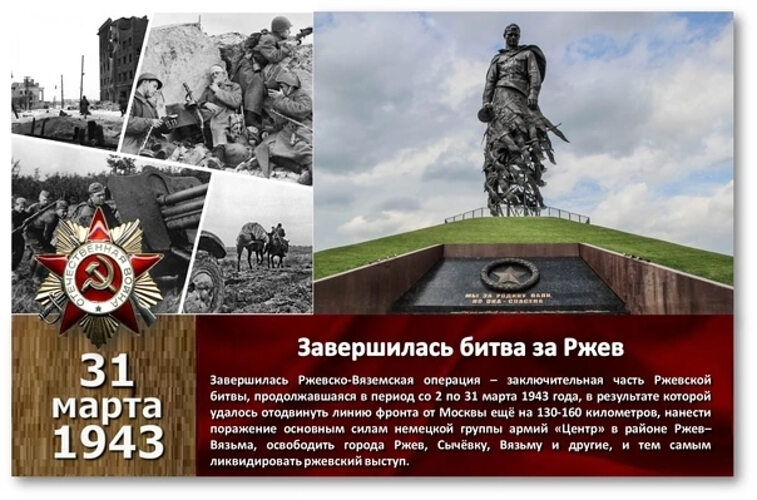 МЫ ЗА РОДИНУ ПАЛИ,
НО ОНА - СПАСЕНА
ОТЕЧЕСТВЕННАЯ ВОЙНА
31
марта
1943
Завершилась битва за Ржев
Завершилась Ржевско-Вяземская операция – заключительная часть Ржевской
битвы, продолжавшаяся в период со 2 по 31 марта 1943 года, в результате которой
удалось отодвинуть линию фронта от Москвы ещё на 130-160 километров, нанести
поражение основным силам немецкой группы армий «Центр» в районе Ржев–
Вязьма, освободить города Ржев, Сычёвку, Вязьму и другие, и тем самым
ликвидировать ржевский выступ.